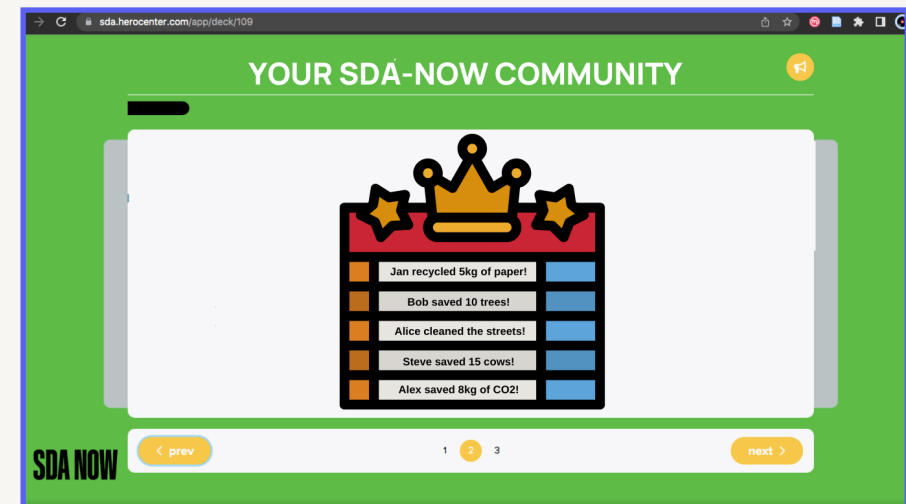 sda.herocenter.com/app/deck/109
YOUR SDA-NOW COMMUNITY
Jan recycled 5kg of paper!
Bob saved 10 trees!
Alice cleaned the streets!
Steve saved 15 cows!
Alex saved 8kg of CO2!
SDA NOW
< prev
1 2 3
next >